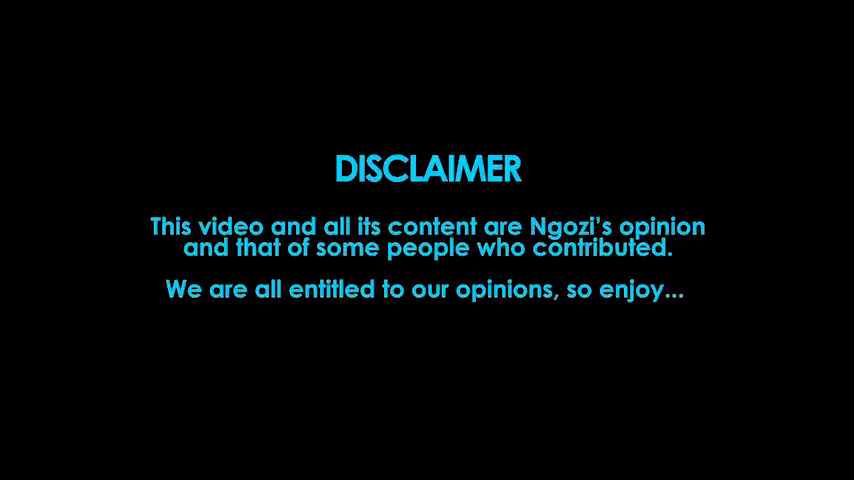 DISCLAIMER
This video and all its content are Ngozi’s opinion
and that of some people who contributed.
We are all entitled to our opinions, so enjoy...